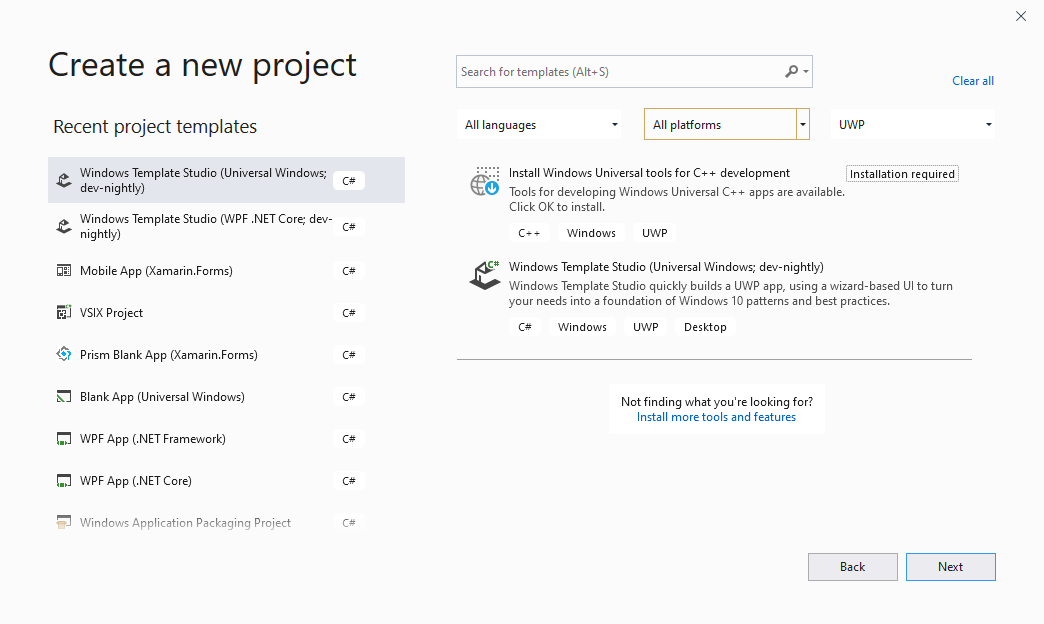 Create a new project
Recent project templates
Windows Template Studio (Universal Windows;
dev-nightly)
C#
Windows Template Studio (WPF .NET Core; dev-
nightly)
C#
Mobile App (Xamarin.Forms)
C#
VSIX Project
C#
Prism Blank App (Xamarin.Forms)
C#
Blank App (Universal Windows)
C#
WPF App (.NET Framework)
C#
WPF App (.NET Core)
C#
Windows Application Packaging Project
C#
Search for templates (Alt+S)
Clear all
All languages
All platforms
UWP
Install Windows Universal tools for C++ development
Installation required
Tools for developing Windows Universal C++ apps are available.
Click OK to install.
C++ Windows UWP
C#
Windows Template Studio (Universal Windows; dev-nightly)
Windows Template Studio quickly builds a UWP app, using a wizard-based UI to turn
your needs into a foundation of Windows 10 patterns and best practices.
C# Windows UWP Desktop
Not finding what you're looking for?
Install more tools and features
Back
Next